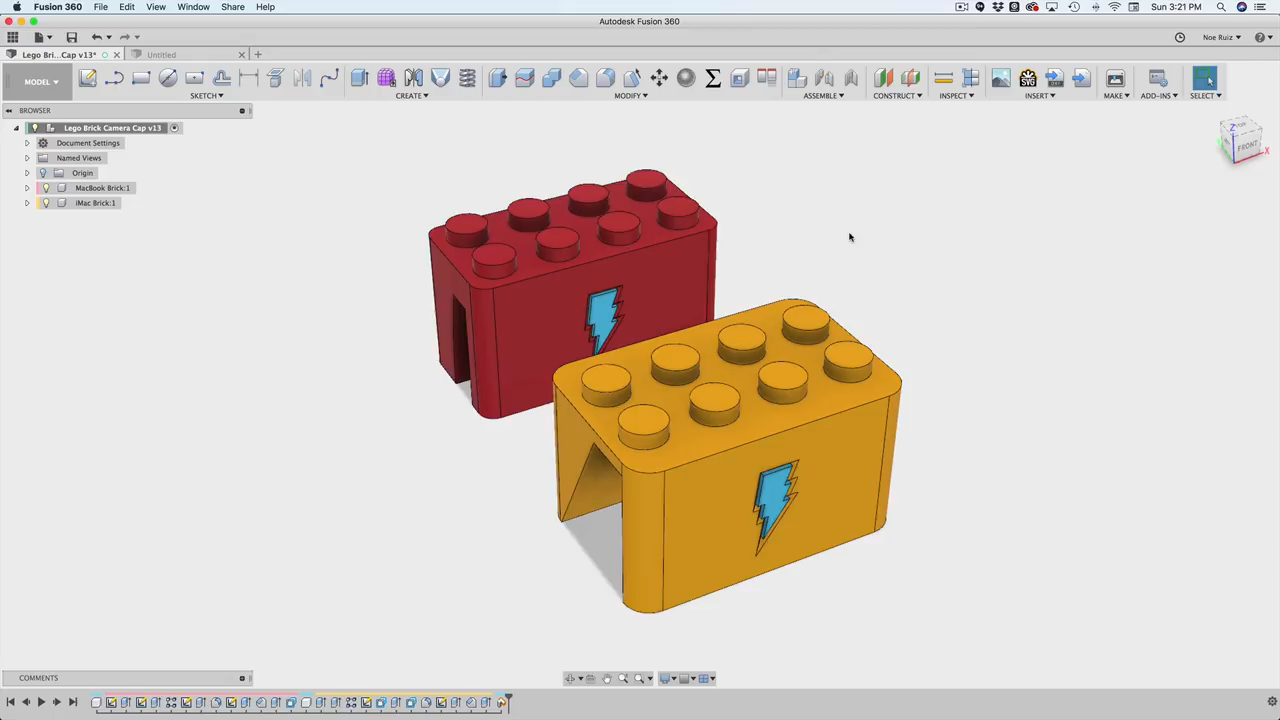 Fusion 360 File Edit View Window Share Help Sun 3:21 PM
Autodesk Fusion 360
Noe Ruiz
Lego Bri...Cap v13* Untitled
MODEL SKETCH CREATE MODIFY ASSEMBLE CONSTRUCT INSPECT INSERT MAKE ADD-INS SELECT
BROWSER
Lego Brick Camera Cap v13
Document Settings
Named Views
Origin
MacBook Brick:1
iMac Brick:1
Z
FRONT
X
COMMENTS